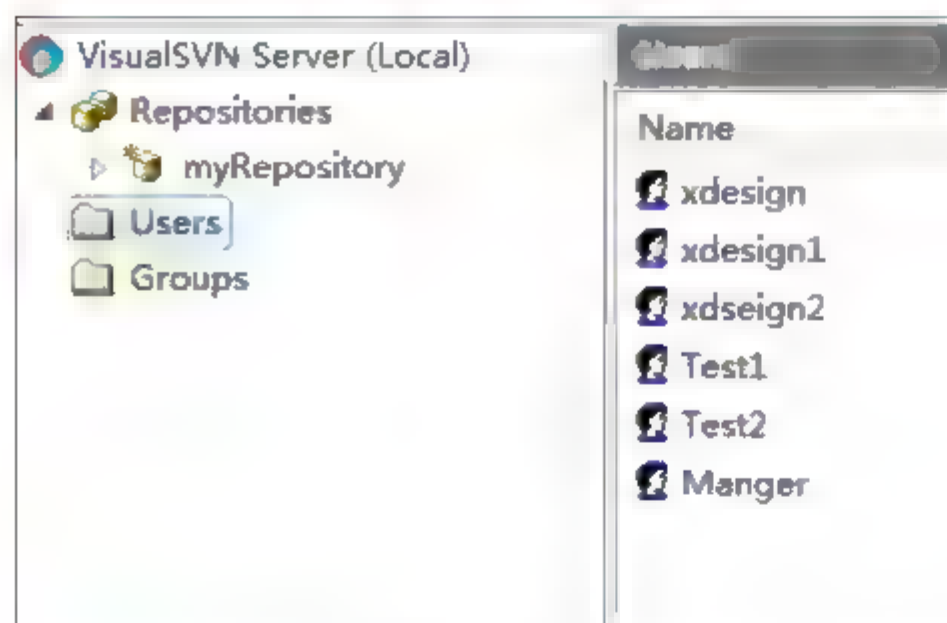 VisualSVN Server (Local)
Repositories
myRepository
Users
Groups
Name
xdesign
xdesign1
xdseign2
Test1
Test2
Manger